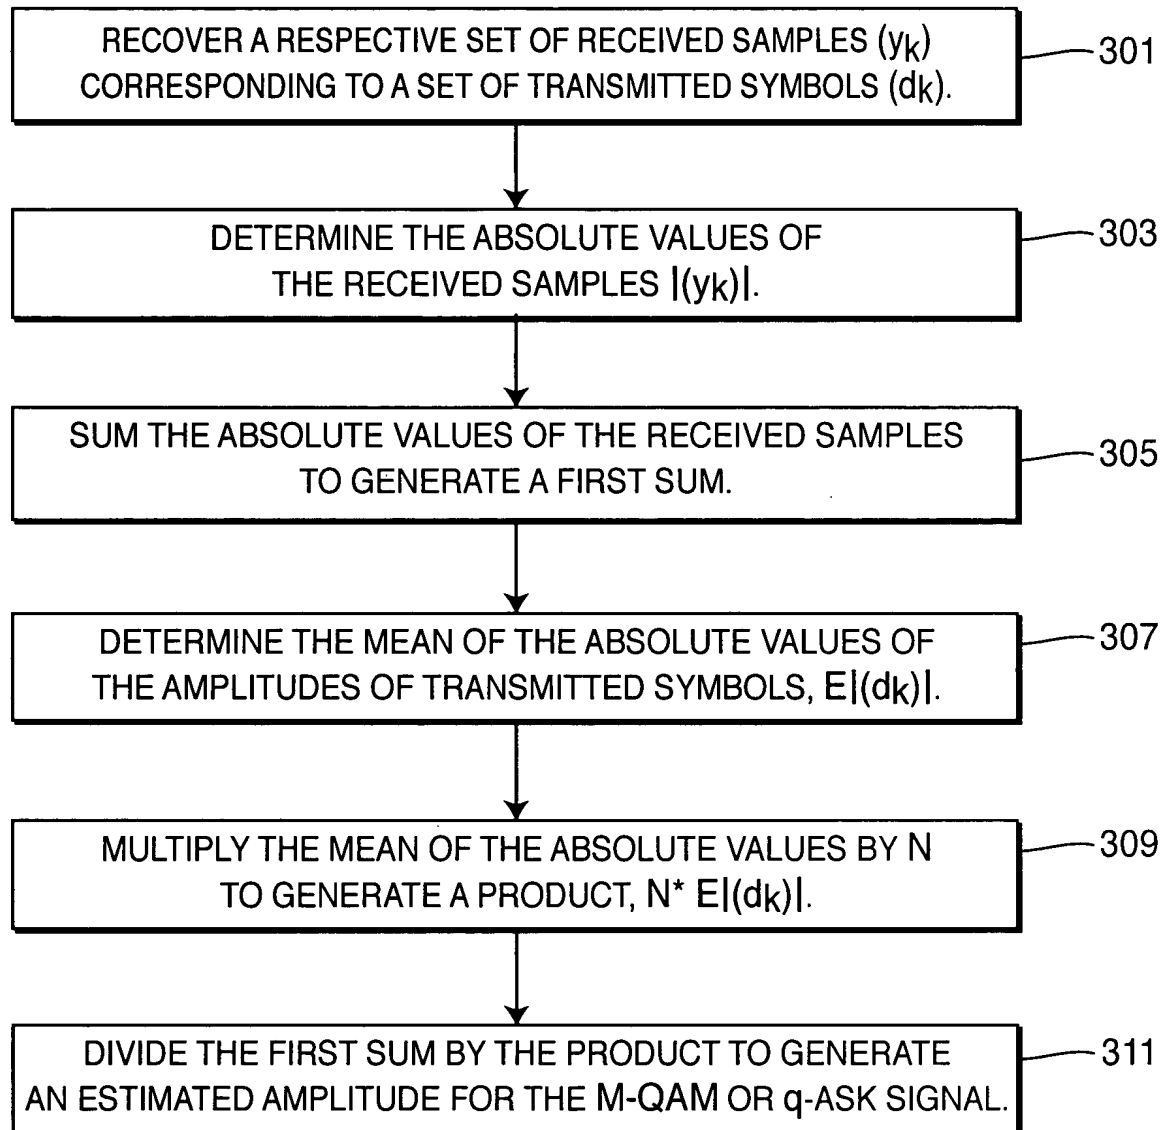 RECOVER A RESPECTIVE SET OF RECEIVED SAMPLES (yk)
CORRESPONDING TO A SET OF TRANSMITTED SYMBOLS (dk).
301
DETERMINE THE ABSOLUTE VALUES OF
THE RECEIVED SAMPLES |(yk)|.
303
SUM THE ABSOLUTE VALUES OF THE RECEIVED SAMPLES
TO GENERATE A FIRST SUM.
305
DETERMINE THE MEAN OF THE ABSOLUTE VALUES OF
THE AMPLITUDES OF TRANSMITTED SYMBOLS, E|(dk)|.
307
MULTIPLY THE MEAN OF THE ABSOLUTE VALUES BY N
TO GENERATE A PRODUCT, N* E|(dk)|.
309
DIVIDE THE FIRST SUM BY THE PRODUCT TO GENERATE
AN ESTIMATED AMPLITUDE FOR THE M-QAM OR q-ASK SIGNAL.
311